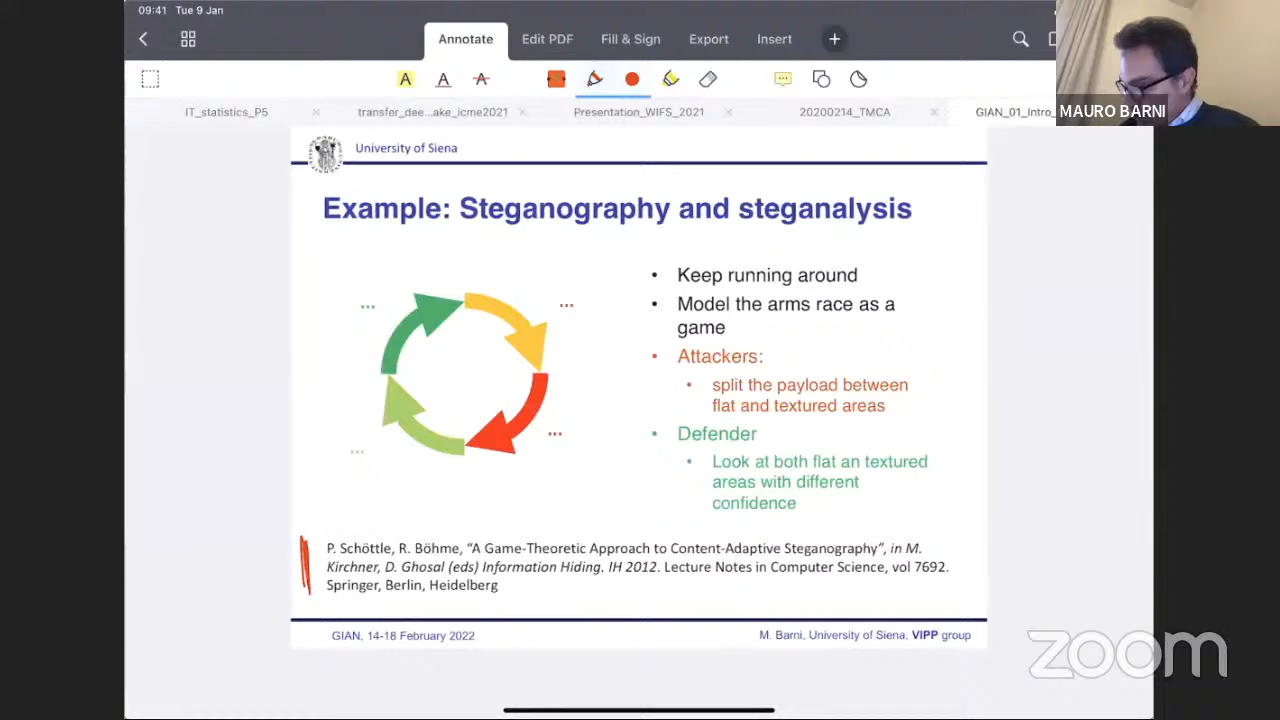 09:41 Tue 9 Jan
Annotate Edit PDF Fill & Sign Export Insert
A A A
IT_statistics_P5 transfer_dee...ake_icme2021 Presentation_WIFS_2021 20200214_TMCA GIAN_01_Intro_
MAURO BARNI
University of Siena
Example: Steganography and steganalysis
... ...
... ...
• Keep running around
• Model the arms race as a
game
• Attackers:
• split the payload between
flat and textured areas
• Defender
• Look at both flat an textured
areas with different
confidence
P. Schöttle, R. Böhme, “A Game-Theoretic Approach to Content-Adaptive Steganography”, in M.
Kirchner, D. Ghosal (eds) Information Hiding. IH 2012. Lecture Notes in Computer Science, vol 7692.
Springer, Berlin, Heidelberg
GIAN, 14-18 February 2022 M. Barni, University of Siena, VIPP group
zoom